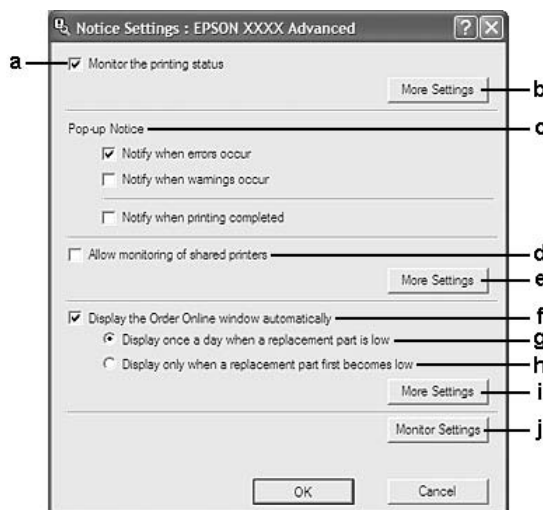 Notice Settings : EPSON XXXX Advanced
a
Monitor the printing status
More Settings
b
Pop-up Notice
c
Notify when errors occur
Notify when warnings occur
Notify when printing completed
Allow monitoring of shared printers
d
More Settings
e
Display the Order Online window automatically
f
Display once a day when a replacement part is low
g
Display only when a replacement part first becomes low
h
More Settings
i
Monitor Settings
j
OK
Cancel